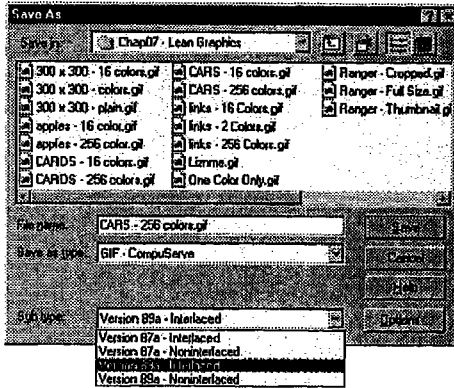 Save As
Save in: Chap07 - Lean Graphics
300 x 300 - 16 colors.gif
300 x 300 - colors.gif
300 x 300 - plain.gif
apples - 16 color.gif
apples - 256 color.gif
CARDS - 16 colors.gif
CARDS - 256 colors.gif
CARS - 16 colors.gif
CARS - 256 colors.gif
links - 16 Colors.gif
links - 2 Colors.gif
links - 256 Colors.gif
One Color Only.gif
Ranger - Cropped.gif
Ranger - Full Size.gif
Ranger - Thumbnail.gif
File name: CARS - 256 colors.gif
Save
Save as type: GIF - CompuServe
Cancel
Help
Sub type: Version 89a - Interlaced
Options
Version 87a - Interlaced
Version 87a - Noninterlaced
Version 89a - Interlaced
Version 89a - Noninterlaced